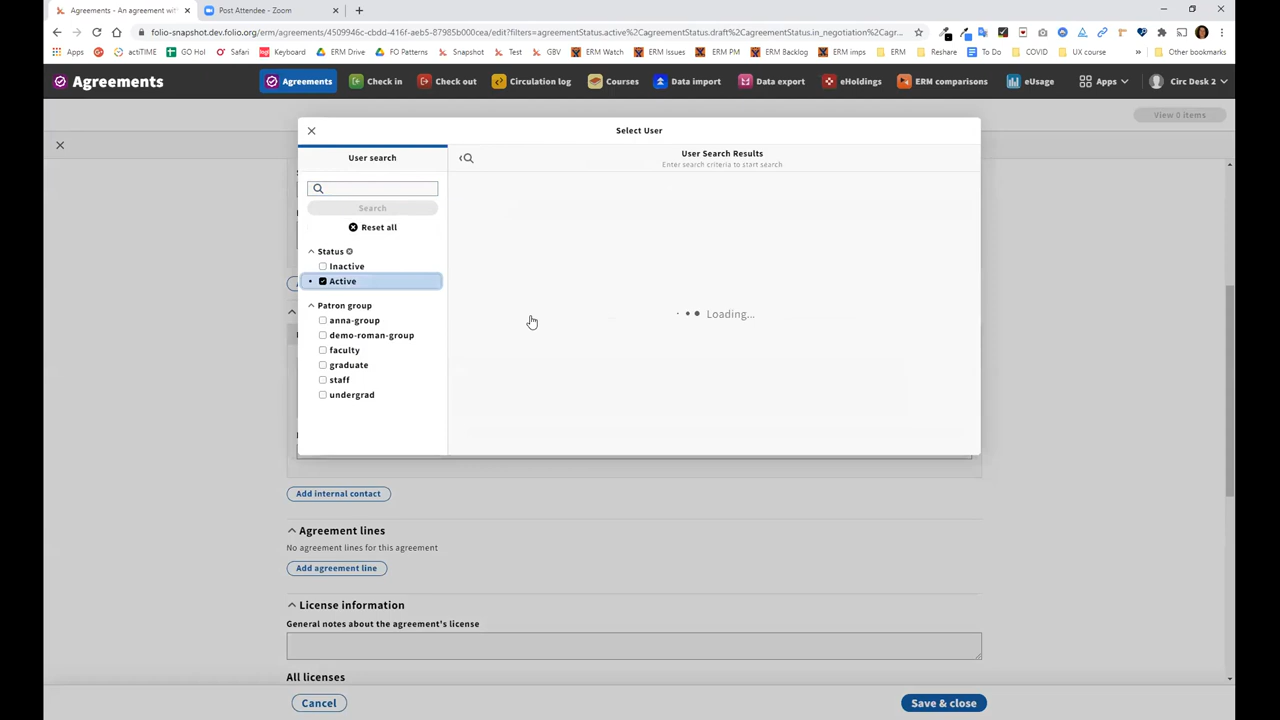 Agreements - An agreement wit
Post Attendee - Zoom
folio-snapshot.dev.folio.org/erm/agreements/4509946c-cbdd-416f-aeb5-87985b000cea/edit?filters=agreementStatus.active%2CagreementStatus.draft%2CagreementStatus.in_negotiation%2Cagr...
Apps
actiTIME
GO Hol
Safari
Keyboard
ERM Drive
FO Patterns
Snapshot
Test
GBV
ERM Watch
ERM Issues
ERM PM
ERM Backlog
ERM imps
ERM
Reshare
To Do
COVID
UX course
»
Other bookmarks
Agreements
Agreements
Check in
Check out
Circulation log
Courses
Data import
Data export
eHoldings
ERM comparisons
eUsage
Apps
Circ Desk 2
View 0 items
Select User
User search
User Search Results
Enter search criteria to start search
Search
Reset all
Status
Inactive
Active
Loading...
Patron group
anna-group
demo-roman-group
faculty
graduate
staff
undergrad
Add internal contact
Agreement lines
No agreement lines for this agreement
Add agreement line
License information
General notes about the agreement's license
All licenses
Cancel
Save & close